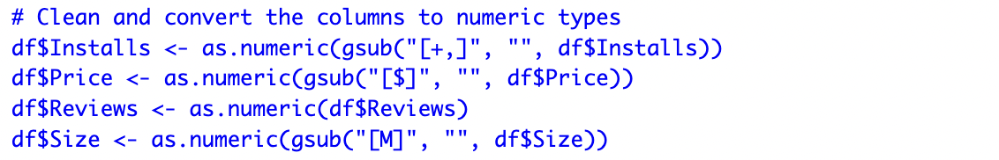 # Clean and convert the columns to numeric types
df$Installs <- as.numeric(gsub("[+,]", "", df$Installs))
df$Price <- as.numeric(gsub("[$]", "", df$Price))
df$Reviews <- as.numeric(df$Reviews)
df$Size <- as.numeric(gsub("[M]", "", df$Size))